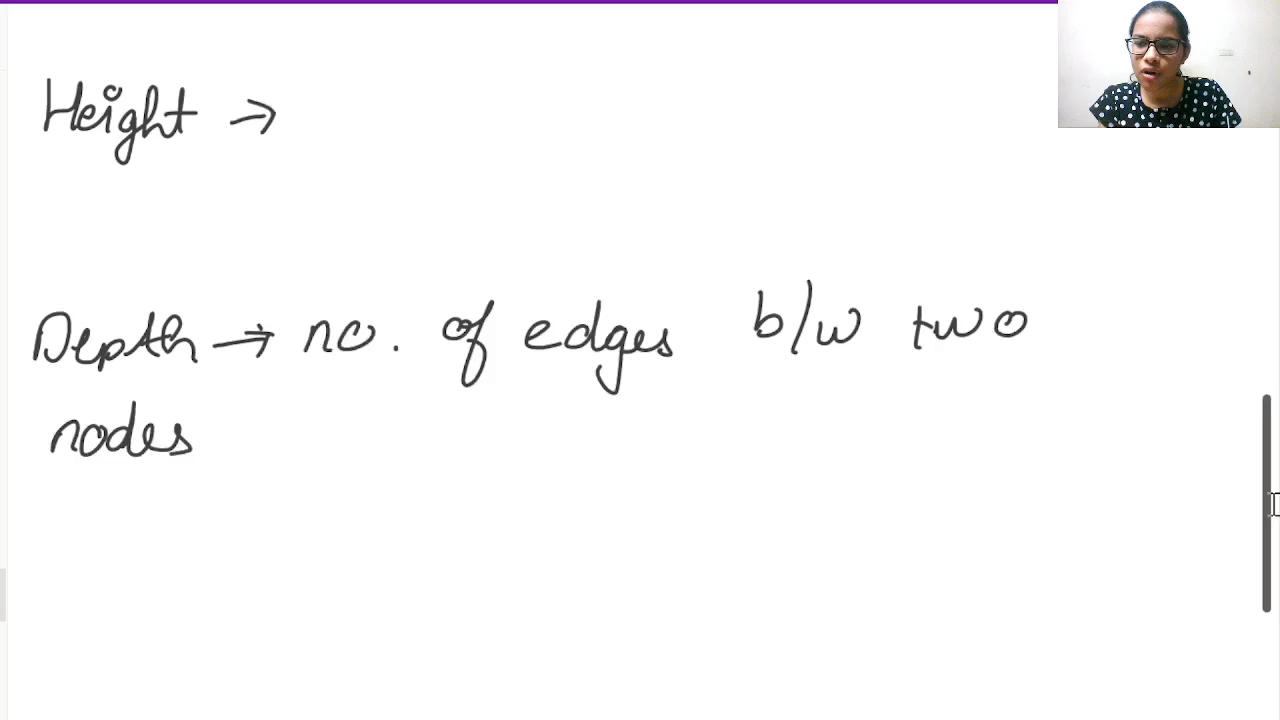 Height →
Depth → no. of edges b/w two
nodes